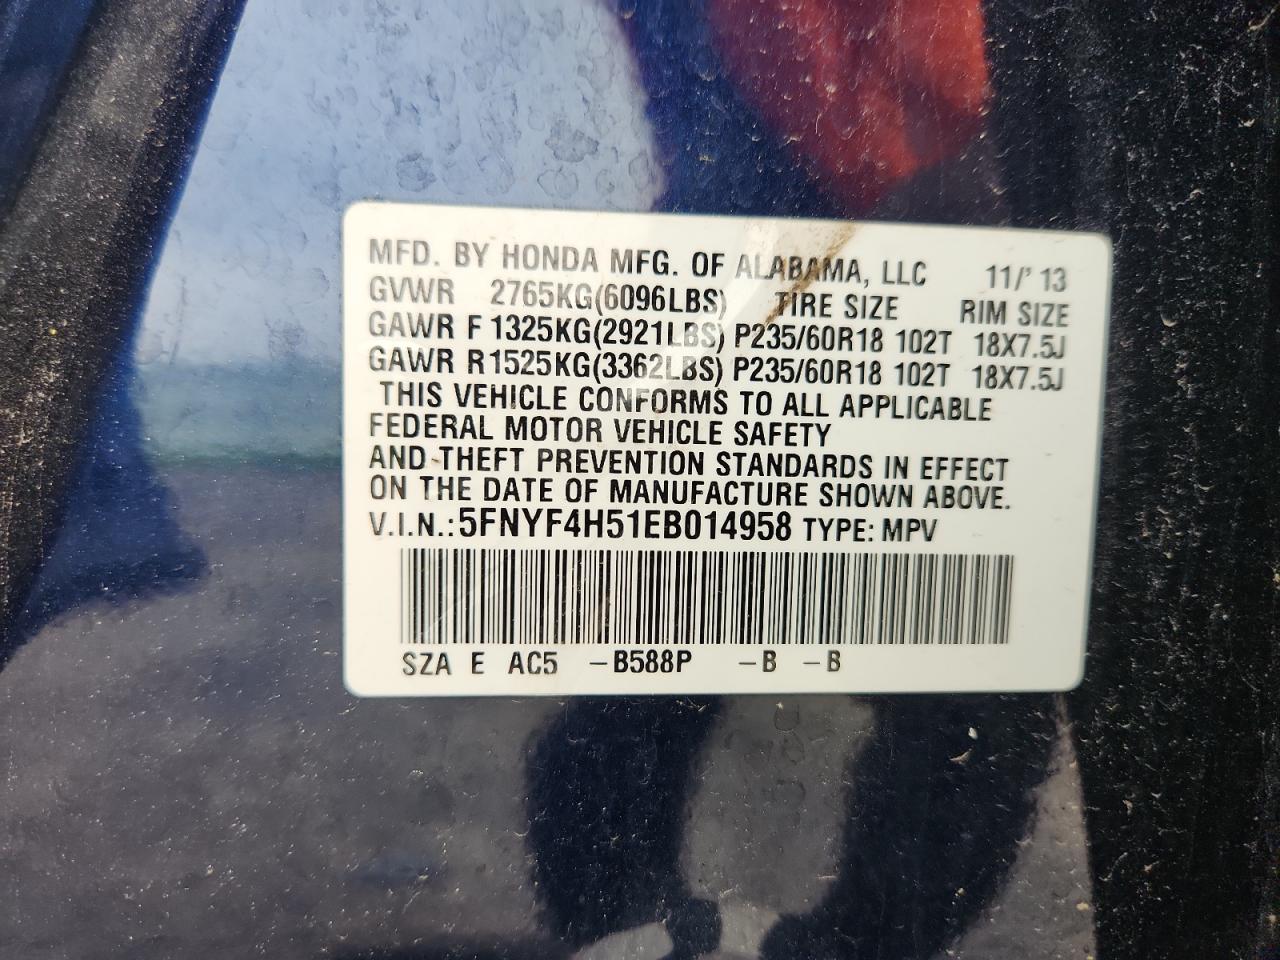 MFD. BY HONDA MFG. OF ALABAMA, LLC 11/' 13
GVWR 2765KG(6096LBS) TIRE SIZE RIM SIZE
GAWR F 1325KG(2921LBS) P235/60R18 102T 18X7.5J
GAWR R 1525KG(3362LBS) P235/60R18 102T 18X7.5J
THIS VEHICLE CONFORMS TO ALL APPLICABLE
FEDERAL MOTOR VEHICLE SAFETY
AND THEFT PREVENTION STANDARDS IN EFFECT
ON THE DATE OF MANUFACTURE SHOWN ABOVE.
V.I.N.: 5FNYF4H51EB014958 TYPE: MPV
SZA E AC5 -B588P -B -B